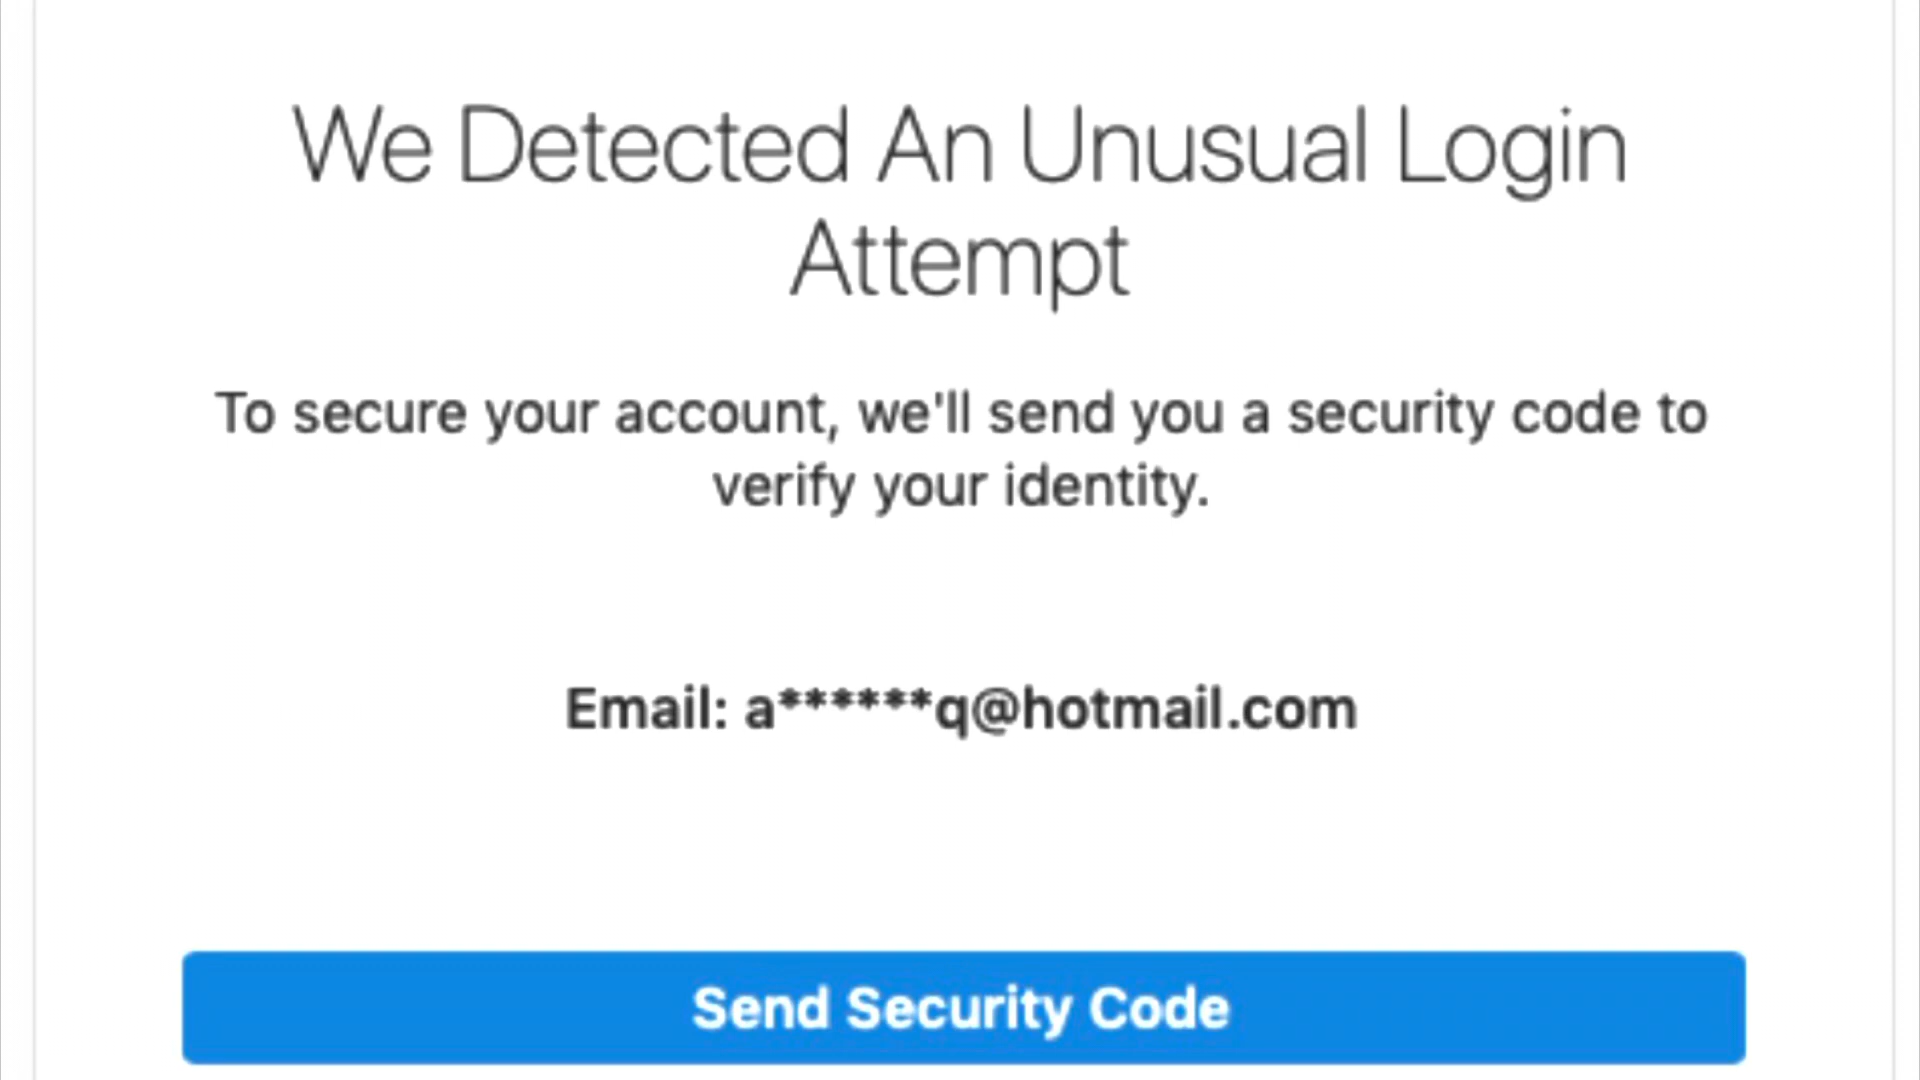 We Detected An Unusual Login
Attempt
To secure your account, we'll send you a security code to
verify your identity.
Email: a******q@hotmail.com
Send Security Code